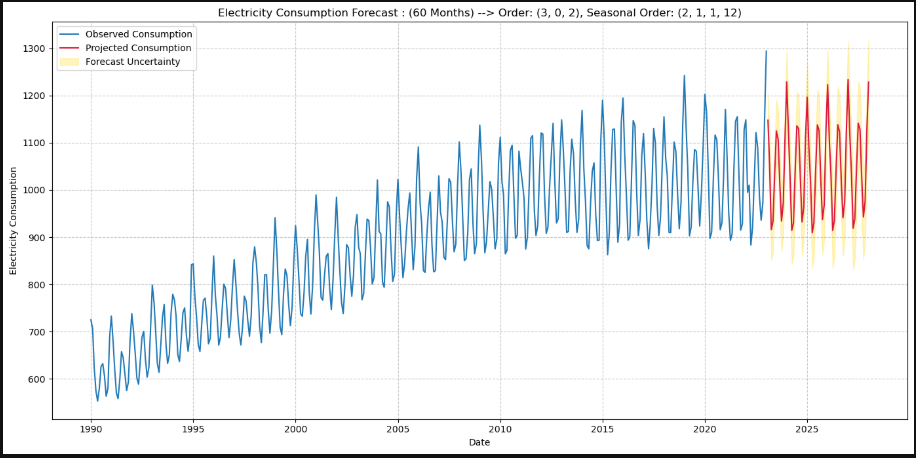 Electricity Consumption Forecast : (60 Months) --> Order: (3, 0, 2), Seasonal Order: (2, 1, 1, 12)
Observed Consumption
Projected Consumption
Forecast Uncertainty
1300
1200
1100
1000
900
800
700
600
Electricity Consumption
1990 1995 2000 2005 2010 2015 2020 2025
Date